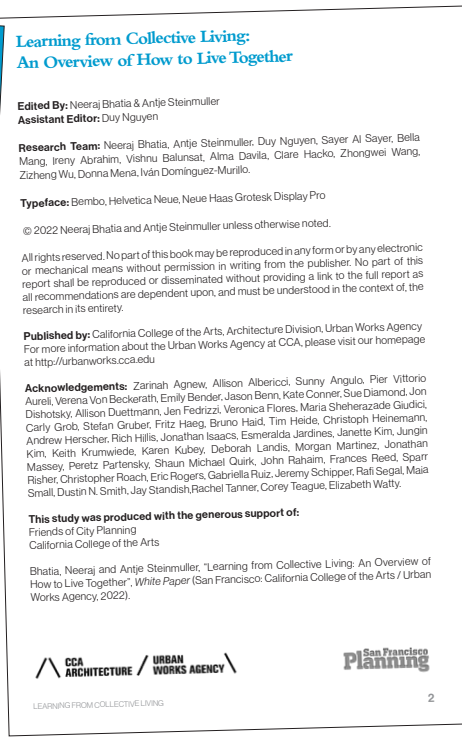 Learning from Collective Living:
An Overview of How to Live Together
Edited By: Neeraj Bhatia & Antje Steinmuller
Assistant Editor: Duy Nguyen
Research Team: Neeraj Bhatia, Antje Steinmuller, Duy Nguyen, Sayer Al Sayer, Bella
Mang, Ireny Abrahim, Vishnu Balunsat, Alma Davila, Clare Hacko, Zhongwei Wang,
Zizheng Wu, Donna Mena, Iván Domínguez-Murillo.
Typeface: Bembo, Helvetica Neue, Neue Haas Grotesk Display Pro
© 2022 Neeraj Bhatia and Antje Steinmuller unless otherwise noted.
All rights reserved. No part of this book may be reproduced in any form or by any electronic
or mechanical means without permission in writing from the publisher. No part of this
report shall be reproduced or disseminated without providing a link to the full report as
all recommendations are dependent upon, and must be understood in the context of, the
research in its entirety.
Published by: California College of the Arts, Architecture Division, Urban Works Agency
For more information about the Urban Works Agency at CCA, please visit our homepage
at http://urbanworks.cca.edu
Acknowledgements: Zarinah Agnew, Allison Albericci, Sunny Angulo, Pier Vittorio
Aureli, Verena Von Beckerath, Emily Bender, Jason Benn, Kate Conner, Sue Diamond, Jon
Dishotsky, Allison Duettmann, Jen Fedrizzi, Veronica Flores, Maria Sheherazade Giudici,
Carly Grob, Stefan Gruber, Fritz Haeg, Bruno Haid, Tim Heide, Christoph Heinemann,
Andrew Herscher, Rich Hillis, Jonathan Isaacs, Esmeralda Jardines, Janette Kim, Jungin
Kim, Keith Krumwiede, Karen Kubey, Deborah Landis, Morgan Martinez, Jonathan
Massey, Peretz Partensky, Shaun Michael Quirk, John Rahaim, Frances Reed, Sparr
Risher, Christopher Roach, Eric Rogers, Gabriella Ruiz, Jeremy Schipper, Rafi Segal, Maia
Small, Dustin N. Smith, Jay Standish,Rachel Tanner, Corey Teague, Elizabeth Watty.
This study was produced with the generous support of:
Friends of City Planning
California College of the Arts
Bhatia, Neeraj and Antje Steinmuller, "Learning from Collective Living: An Overview of
How to Live Together", White Paper (San Francisco: California College of the Arts / Urban
Works Agency, 2022).
CCA ARCHITECTURE / URBAN WORKS AGENCY
San Francisco Planning
LEARNING FROM COLLECTIVE LIVING
2